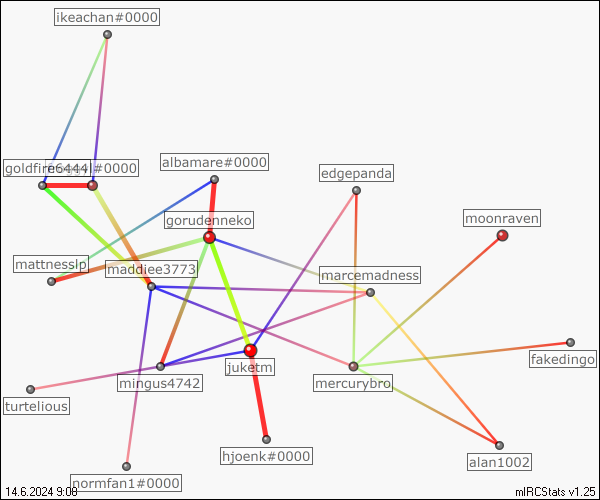 ikeachan#0000
goldfire6444
#0000
albamare#0000
edgepanda
gorudenneko
moonraven
mattnesslp
maddiee3773
marcemadness
fakedingo
mingus4742
juketm
mercurybro
turtelious
hjoenk#0000
alan1002
normfan1#0000
14.6.2024 9:08
mIRCStats v1.25